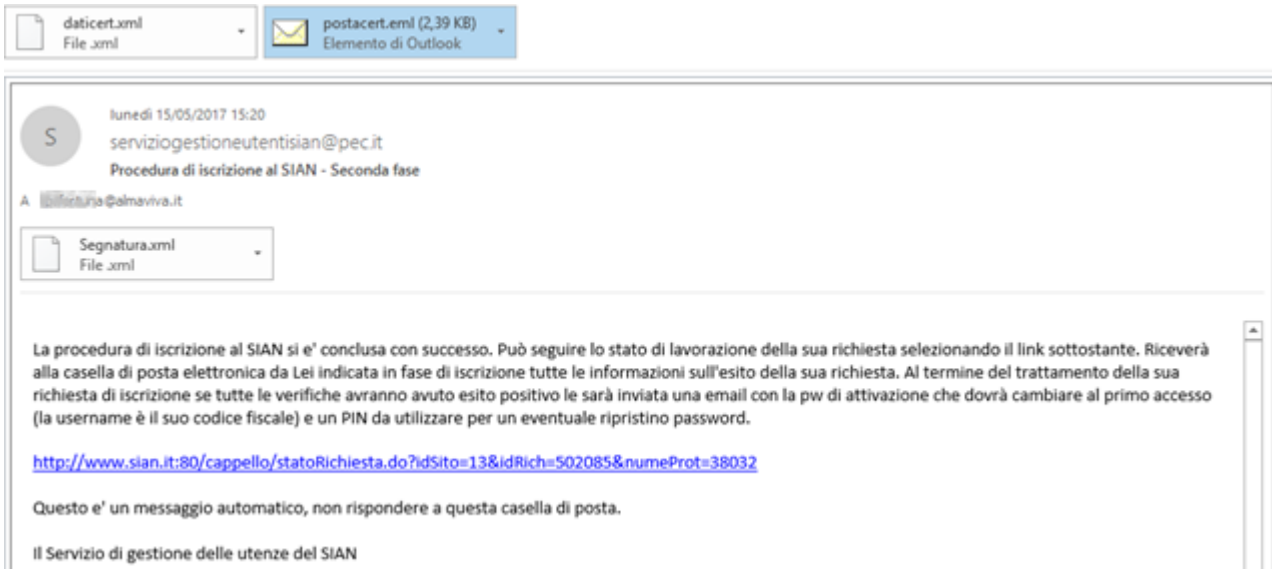 daticert.xml
File .xml
postacert.eml (2,39 KB)
Elemento di Outlook
lunedì 15/05/2017 15:20
S
serviziogestioneutentisian@pec.it
Procedura di iscrizione al SIAN - Seconda fase
A @almaviva.it
Segnatura.xml
File .xml
La procedura di iscrizione al SIAN si e' conclusa con successo. Può seguire lo stato di lavorazione della sua richiesta selezionando il link sottostante. Riceverà
alla casella di posta elettronica da Lei indicata in fase di iscrizione tutte le informazioni sull'esito della sua richiesta. Al termine del trattamento della sua
richiesta di iscrizione se tutte le verifiche avranno avuto esito positivo le sarà inviata una email con la pw di attivazione che dovrà cambiare al primo accesso
(la username è il suo codice fiscale) e un PIN da utilizzare per un eventuale ripristino password.
http://www.sian.it:80/cappello/statoRichiesta.do?idSito=13&idRich=502085&numeProt=38032
Questo e' un messaggio automatico, non rispondere a questa casella di posta.
Il Servizio di gestione delle utenze del SIAN